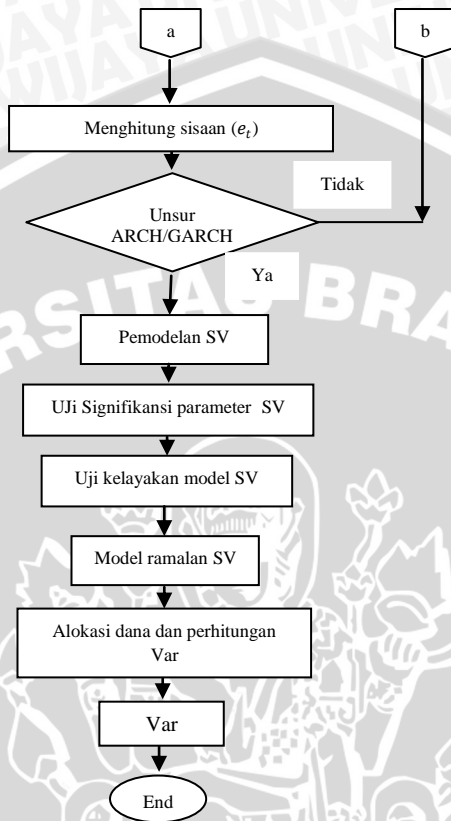 a
b
Menghitung sisaan (e_t)
Tidak
Unsur
ARCH/GARCH
Ya
Pemodelan SV
UJi Signifikansi parameter SV
Uji kelayakan model SV
Model ramalan SV
Alokasi dana dan perhitungan
Var
Var
End